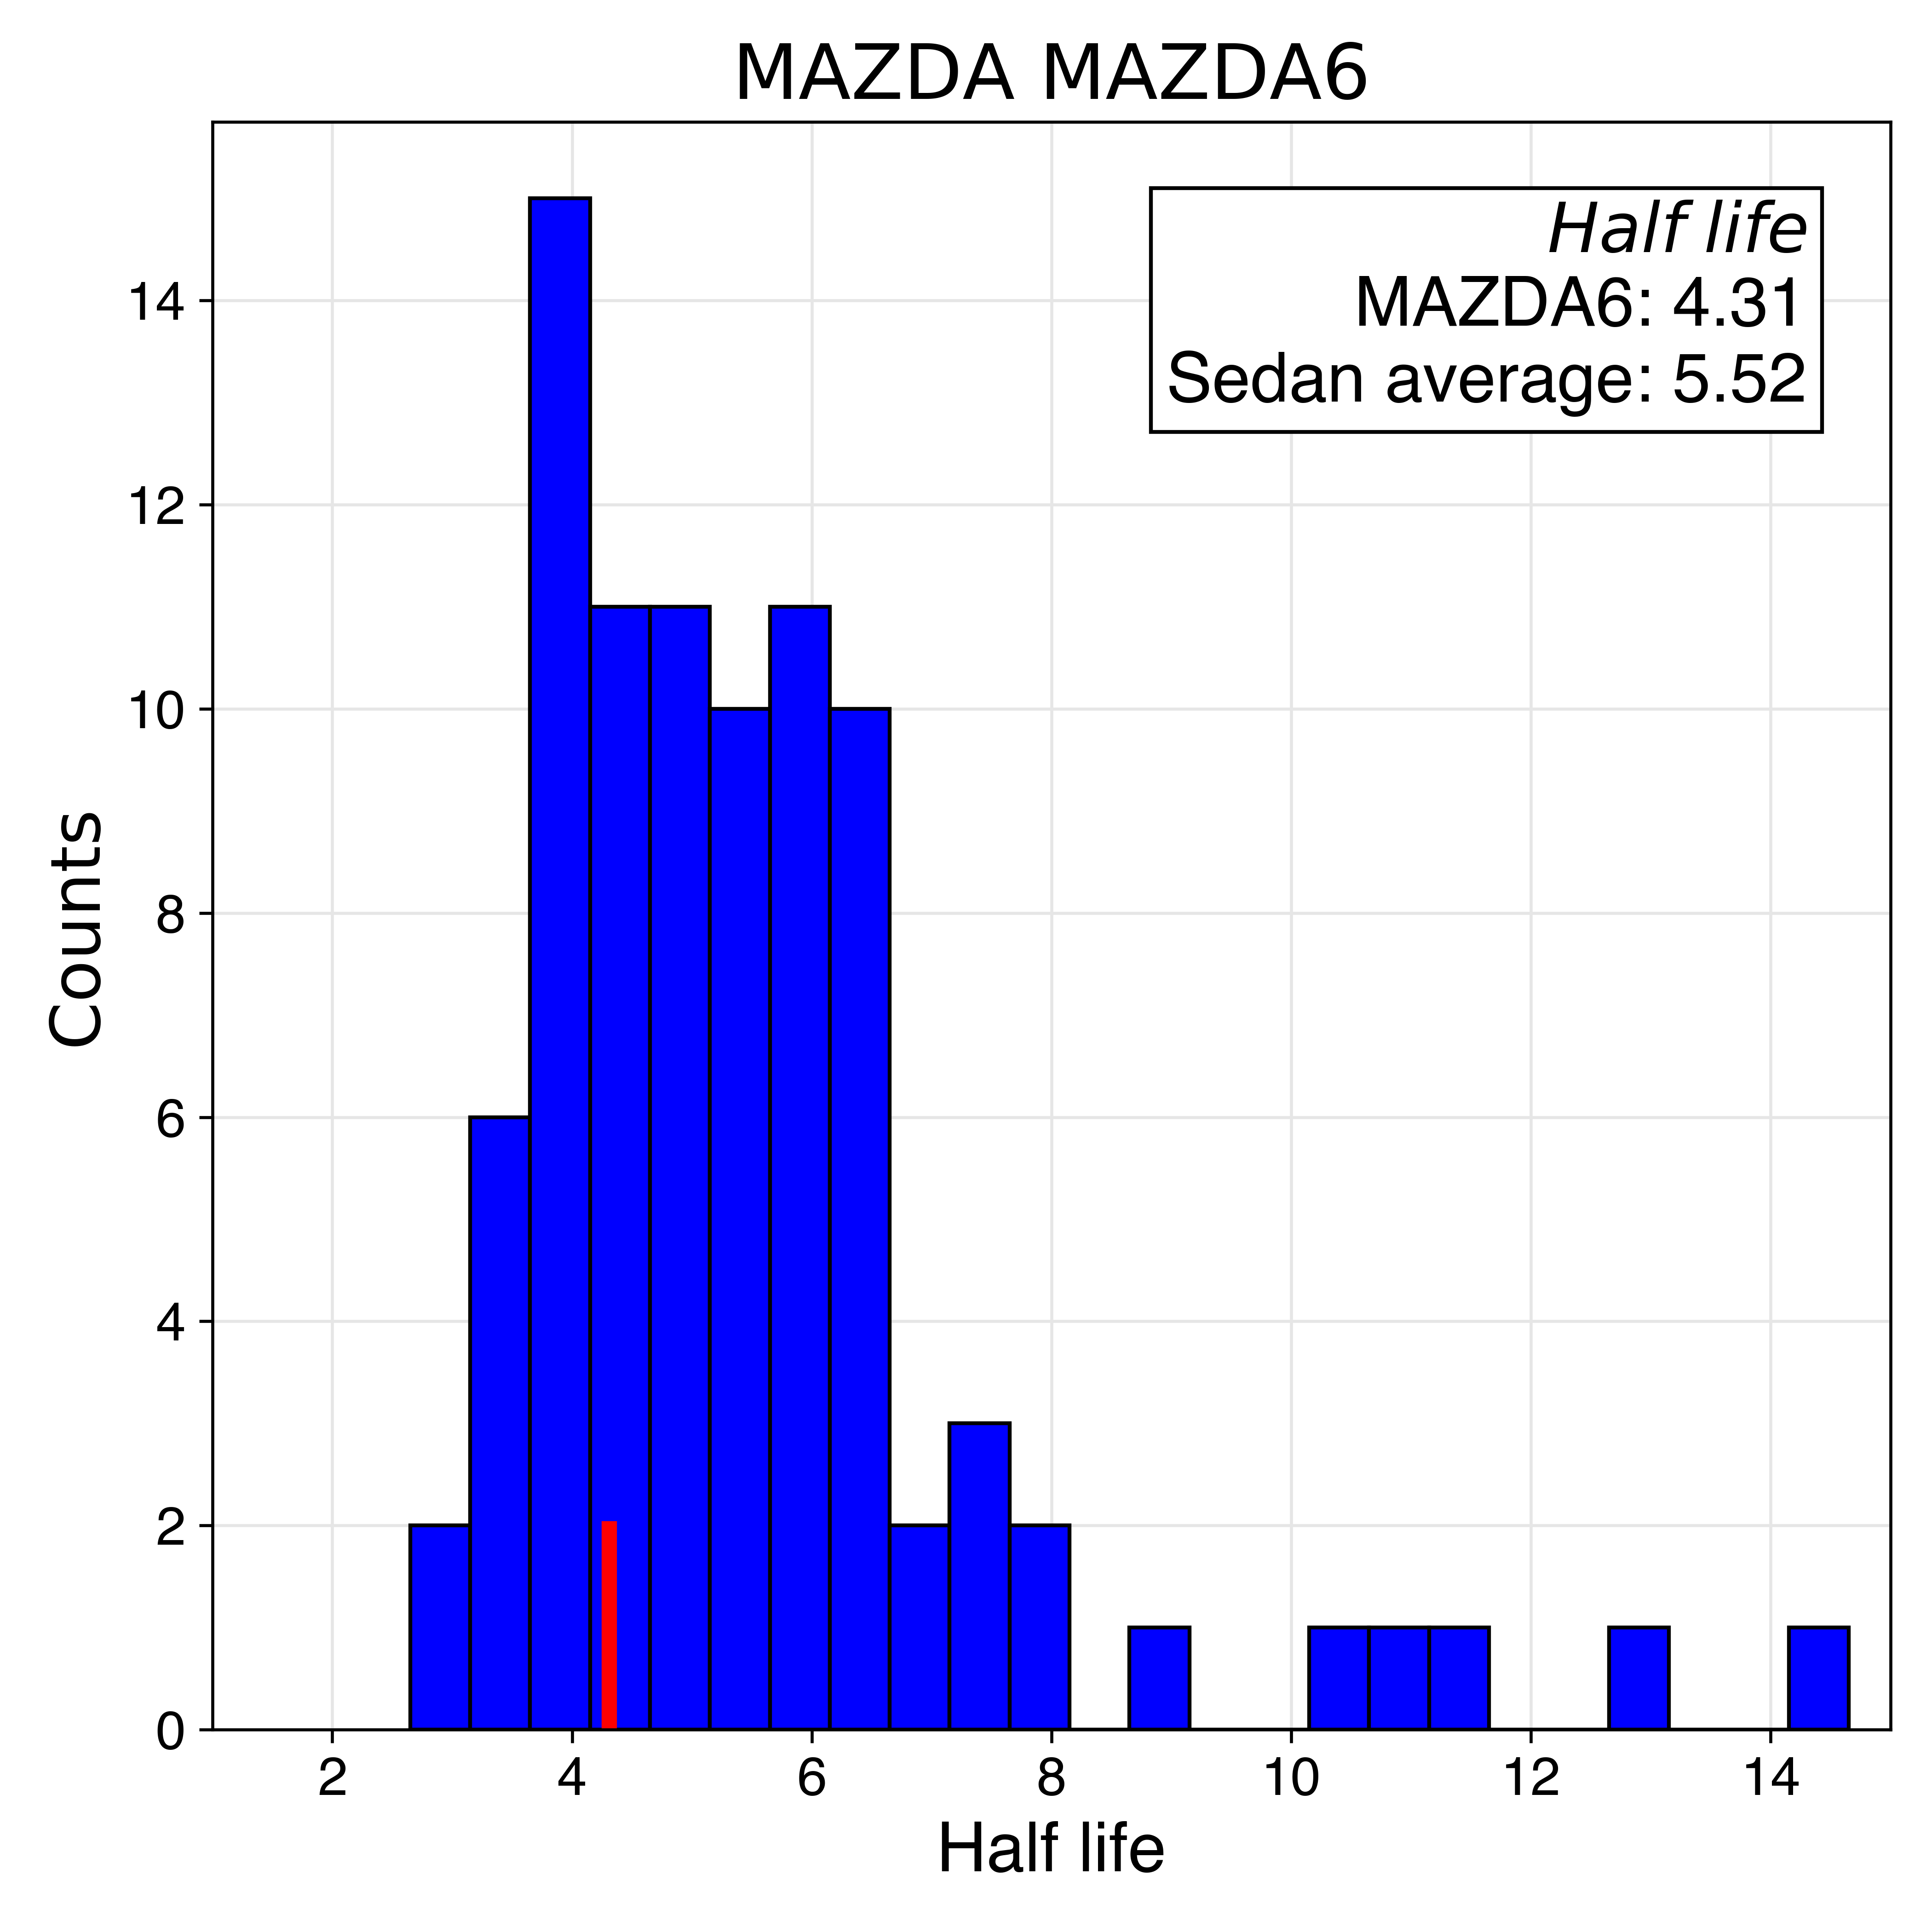 MAZDA MAZDA6
Half life
MAZDA6: 4.31
Sedan average: 5.52
14
12
10
8
6
4
2
0
Counts
2 4 6 8 10 12 14
Half life